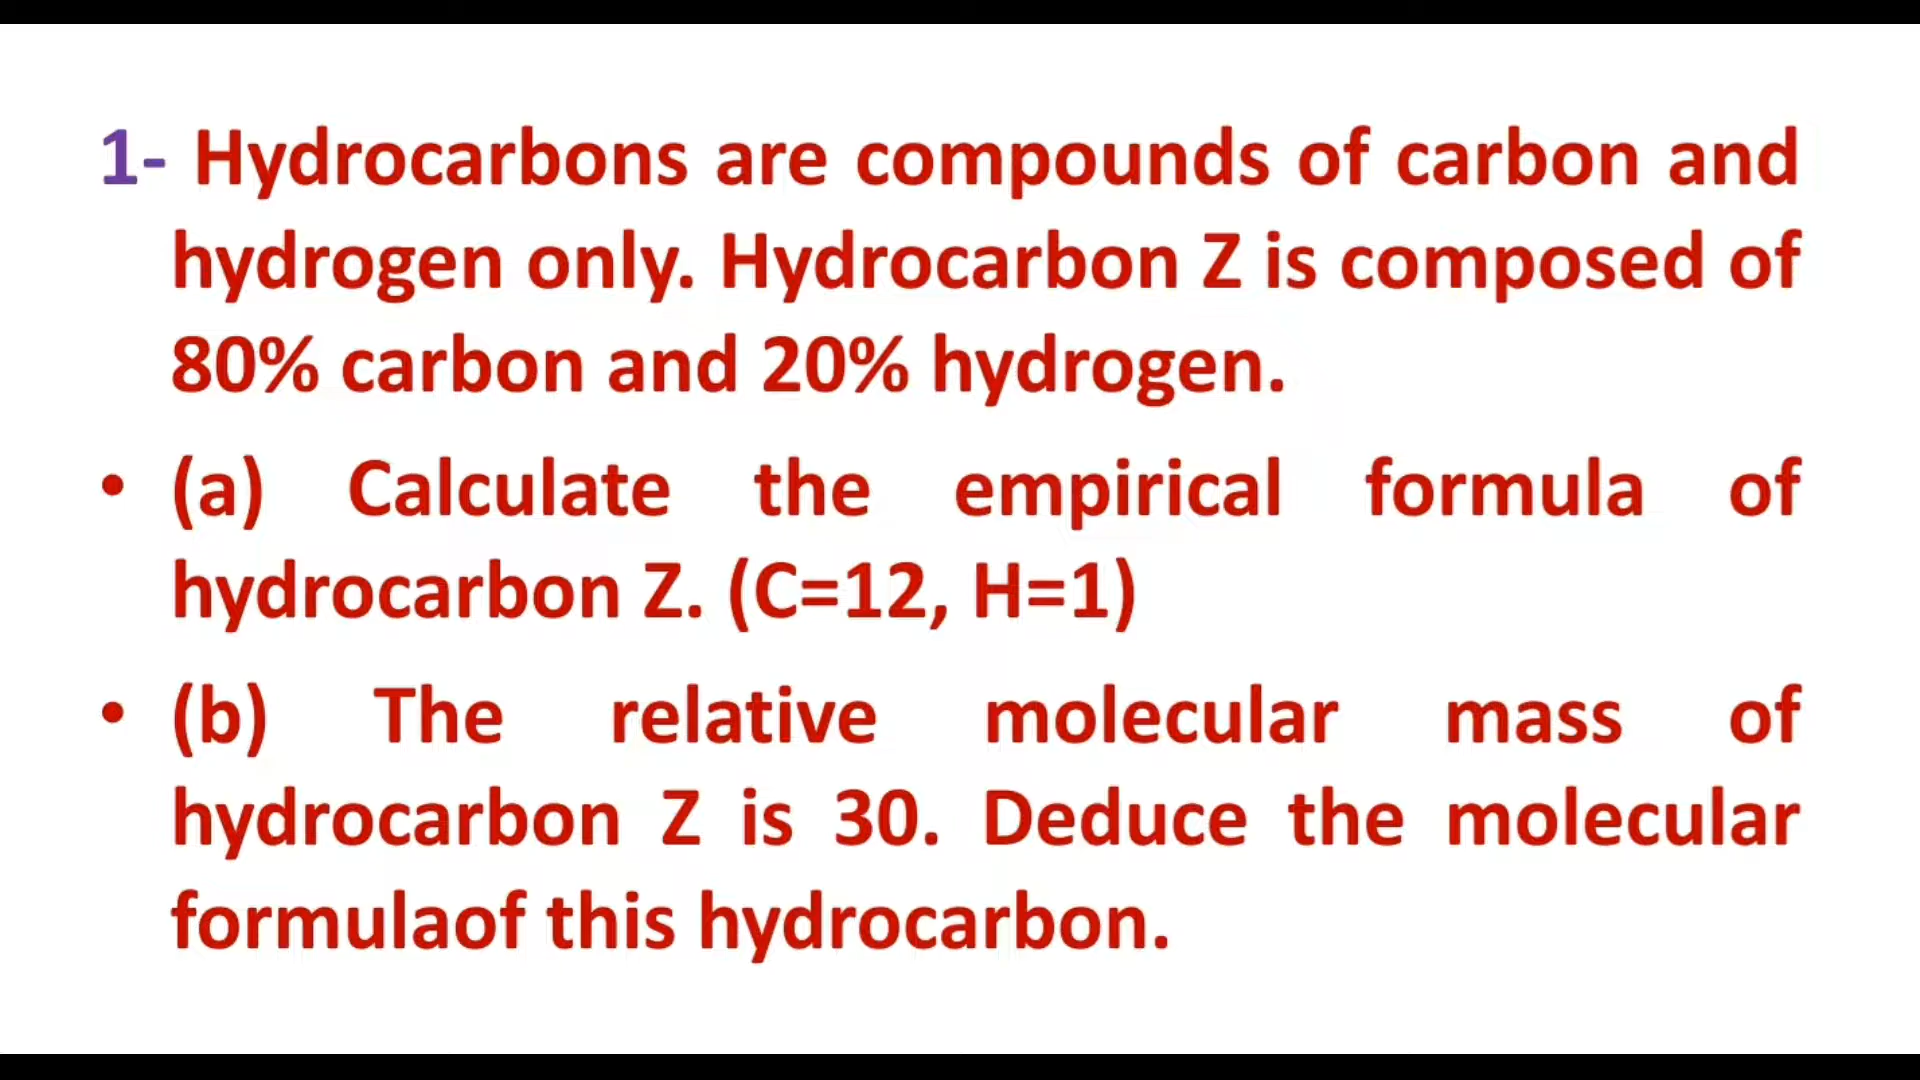 1- Hydrocarbons are compounds of carbon and
hydrogen only. Hydrocarbon Z is composed of
80% carbon and 20% hydrogen.
• (a) Calculate the empirical formula of
hydrocarbon Z. (C=12, H=1)
• (b) The relative molecular mass of
hydrocarbon Z is 30. Deduce the molecular
formulaof this hydrocarbon.